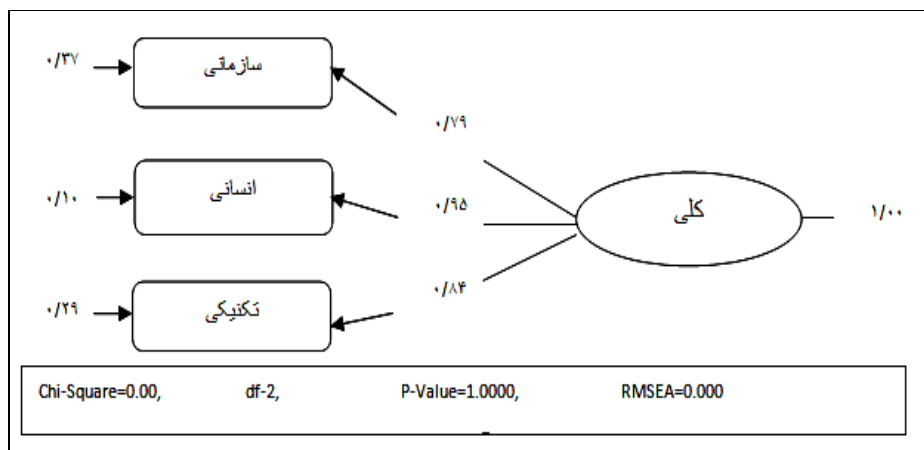 ۰/۳۷ سازمانی
۰/۷۹
۰/۱۰ انسانی ۰/۹۵ کلی ۱/۰۰
۰/۲۹ تکنیکی ۰/۸۴
Chi-Square=0.00, df-2, P-Value=1.0000, RMSEA=0.000